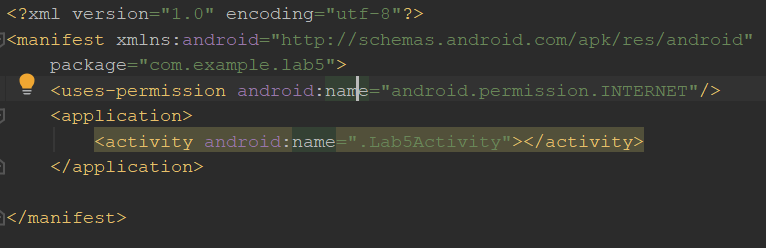 <?xml version="1.0" encoding="utf-8"?>
<manifest xmlns:android="http://schemas.android.com/apk/res/android"
    package="com.example.lab5">
    <uses-permission android:name="android.permission.INTERNET"/>
    <application>
        <activity android:name=".Lab5Activity"></activity>
    </application>

</manifest>